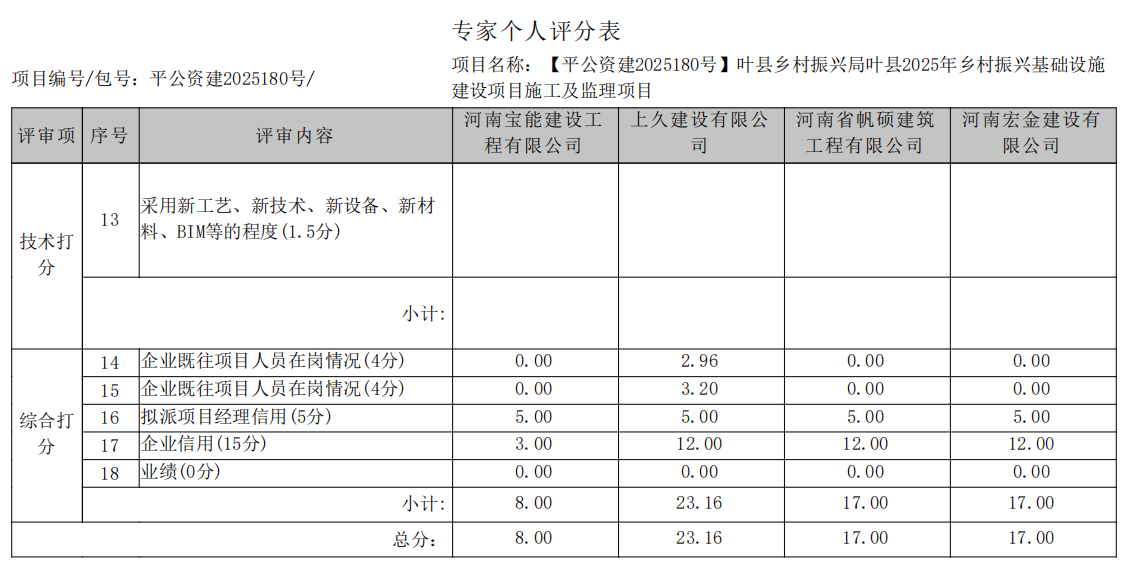 专家个人评分表
项目编号/包号：平公资建2025180号/
项目名称：【平公资建2025180号】叶县乡村振兴局叶县2025年乡村振兴基础设施
建设项目施工及监理项目
评审项 序号 评审内容 河南宝能建设工 上久建设有限公 河南省帆硕建筑 河南宏金建设有
程有限公司 司 工程有限公司 限公司
技术打
分
13
采用新工艺、新技术、新设备、新材
料、BIM等的程度(1.5分)
小计:
综合打
分
14 企业既往项目人员在岗情况(4分) 0.00 2.96 0.00 0.00
15 企业既往项目人员在岗情况(4分) 0.00 3.20 0.00 0.00
16 拟派项目经理信用(5分) 5.00 5.00 5.00 5.00
17 企业信用(15分) 3.00 12.00 12.00 12.00
18 业绩(0分) 0.00 0.00 0.00 0.00
小计: 8.00 23.16 17.00 17.00
总分: 8.00 23.16 17.00 17.00